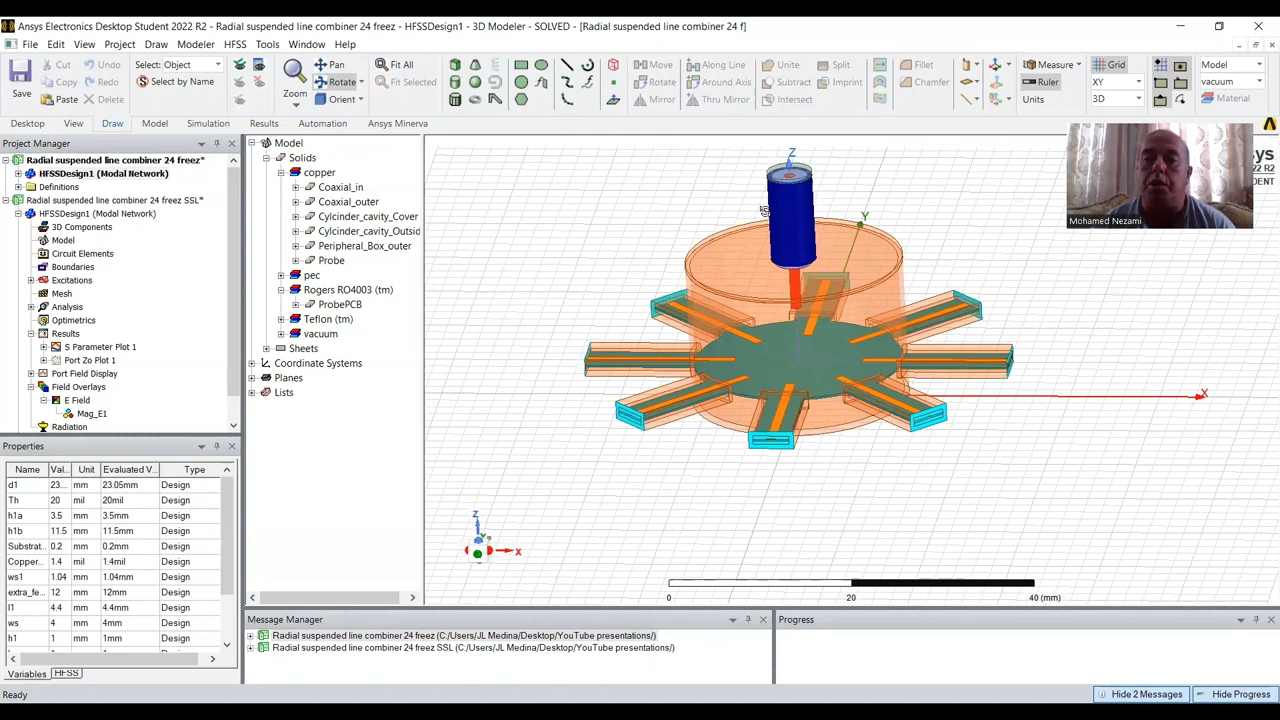 Ansys Electronics Desktop Student 2022 R2 - Radial suspended line combiner 24 freez - HFSSDesign1 - 3D Modeler - SOLVED - [Radial suspended line combiner 24 f]
File Edit View Project Draw Modeler HFSS Tools Window Help
Save Cut Copy Paste Undo Redo Delete Select: Object Select by Name Zoom Pan Rotate Orient Fit All Fit Selected Move Rotate Mirror Along Line Around Axis Thru Mirror Unite Subtract Intersect Split Imprint Fillet Chamfer Measure Ruler Units Grid XY 3D Model vacuum Material
Desktop View Draw Model Simulation Results Automation Ansys Minerva
Project Manager
Radial suspended line combiner 24 freez*
HFSSDesign1 (Modal Network)
Definitions
Radial suspended line combiner 24 freez SSL*
HFSSDesign1 (Modal Network)
3D Components
Model
Circuit Elements
Boundaries
Excitations
Mesh
Analysis
Optimetrics
Results
S Parameter Plot 1
Port Zo Plot 1
Port Field Display
Field Overlays
E Field
Mag_E1
Radiation
Properties
Name Val... Unit Evaluated V... Type
d1 23... mm 23.05mm Design
Th 20 mil 20mil Design
h1a 3.5 mm 3.5mm Design
h1b 11.5 mm 11.5mm Design
Substrat... 0.2 mm 0.2mm Design
Copper... 1.4 mil 1.4mil Design
ws1 1.04 mm 1.04mm Design
extra_fe... 12 mm 12mm Design
l1 4.4 mm 4.4mm Design
ws 4 mm 4mm Design
h1 1 mm 1mm Design
Variables HFSS
Model
Solids
copper
Coaxial_in
Coaxial_outer
Cylcinder_cavity_Cover
Cylcinder_cavity_Outsid
Peripheral_Box_outer
Probe
pec
Rogers RO4003 (tm)
ProbePCB
Teflon (tm)
vacuum
Sheets
Coordinate Systems
Planes
Lists
Z
Y
X
Z
X
0 20 40 (mm)
sys
2 R2
DENT
Mohamed Nezami
Message Manager
Radial suspended line combiner 24 freez (C:/Users/JL Medina/Desktop/YouTube presentations/)
Radial suspended line combiner 24 freez SSL (C:/Users/JL Medina/Desktop/YouTube presentations/)
Progress
Ready
Hide 2 Messages Hide Progress